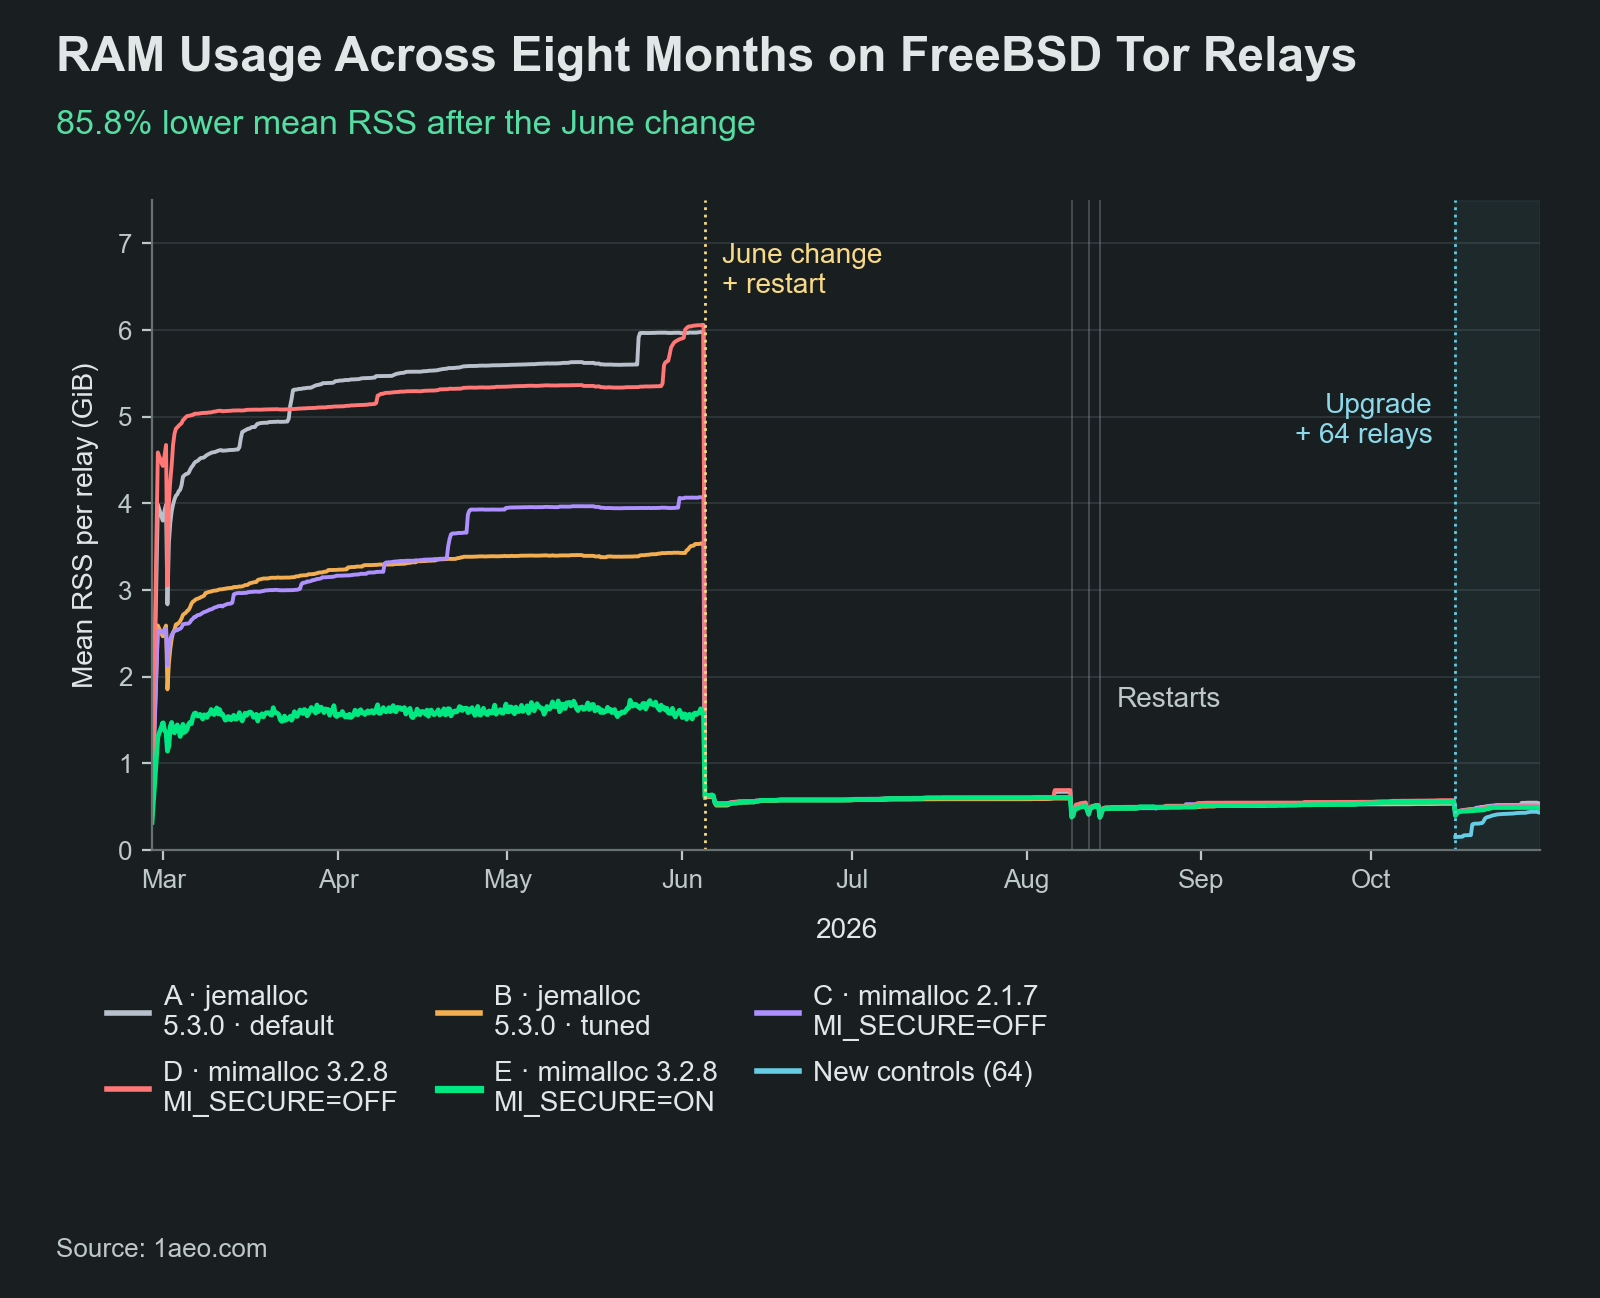 RAM Usage Across Eight Months on FreeBSD Tor Relays
85.8% lower mean RSS after the June change
Mean RSS per relay (GiB)
7
6
5
4
3
2
1
0
June change
+ restart
Upgrade
+ 64 relays
Restarts
Mar Apr May Jun Jul Aug Sep Oct
2026
A · jemalloc
5.3.0 · default
B · jemalloc
5.3.0 · tuned
C · mimalloc 2.1.7
MI_SECURE=OFF
D · mimalloc 3.2.8
MI_SECURE=OFF
E · mimalloc 3.2.8
MI_SECURE=ON
New controls (64)
Source: 1aeo.com